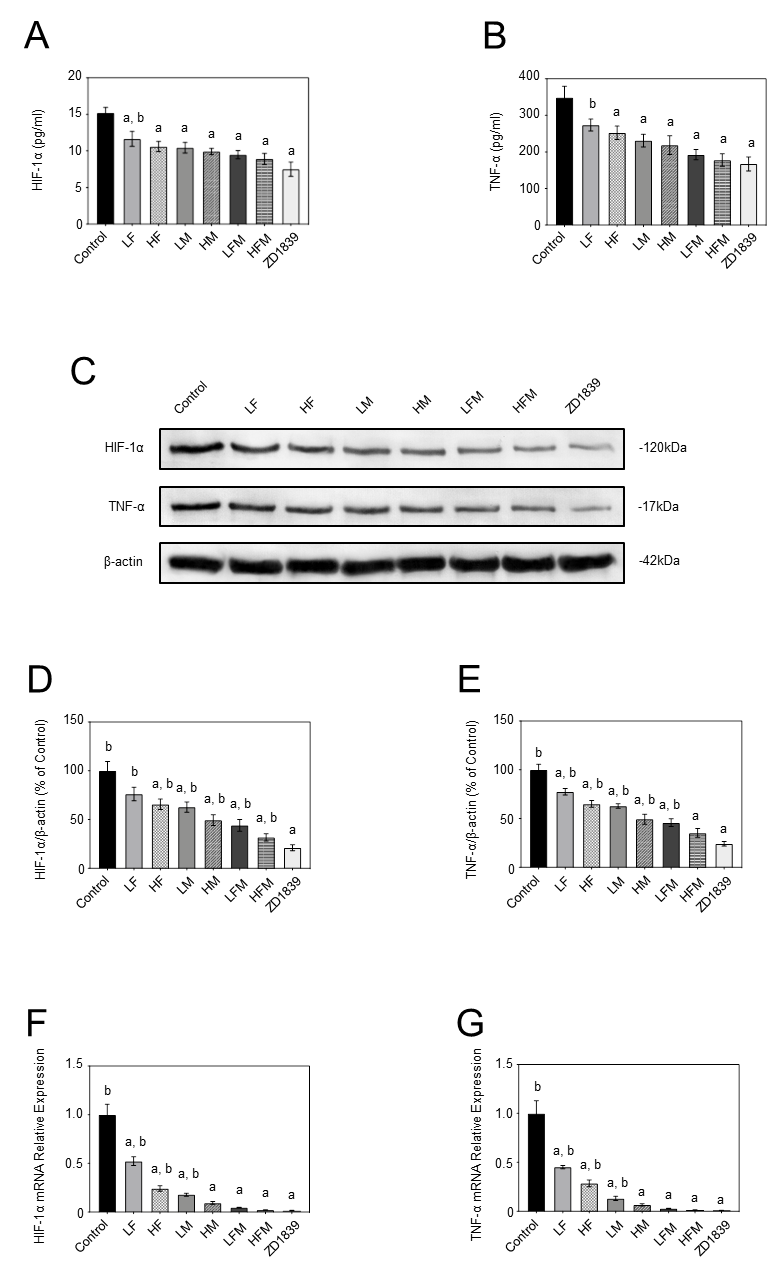 A
HIF-1α (pg/ml)
20
15
10
5
0
a, b
a
a
a
a
a
a
Control
LF
HF
LM
HM
LFM
HFM
ZD1839
B
TNF-α (pg/ml)
400
300
200
100
0
b
a
a
a
a
a
a
Control
LF
HF
LM
HM
LFM
HFM
ZD1839
C
Control
LF
HF
LM
HM
LFM
HFM
ZD1839
HIF-1α
-120kDa
TNF-α
-17kDa
β-actin
-42kDa
D
HIF-1α/β-actin (% of Control)
150
100
50
0
b
b
a, b
a, b
a, b
a, b
a, b
a
Control
LF
HF
LM
HM
LFM
HFM
ZD1839
E
TNF-α/β-actin (% of Control)
150
100
50
0
b
a, b
a, b
a, b
a, b
a, b
a
a
Control
LF
HF
LM
HM
LFM
HFM
ZD1839
F
HIF-1α mRNA Relative Expression
1.5
1.0
0.5
0
b
a, b
a, b
a, b
a
a
a
a
Control
LF
HF
LM
HM
LFM
HFM
ZD1839
G
TNF-α mRNA Relative Expression
1.5
1.0
0.5
0
b
a, b
a, b
a, b
a
a
a
a
Control
LF
HF
LM
HM
LFM
HFM
ZD1839